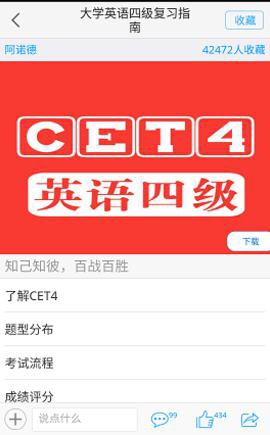 大学英语四级复习指
南
收藏
阿诺德
42472人收藏
CET4
英语四级
下载
知己知彼，百战百胜
了解CET4
题型分布
考试流程
成绩评分
说点什么
99
434